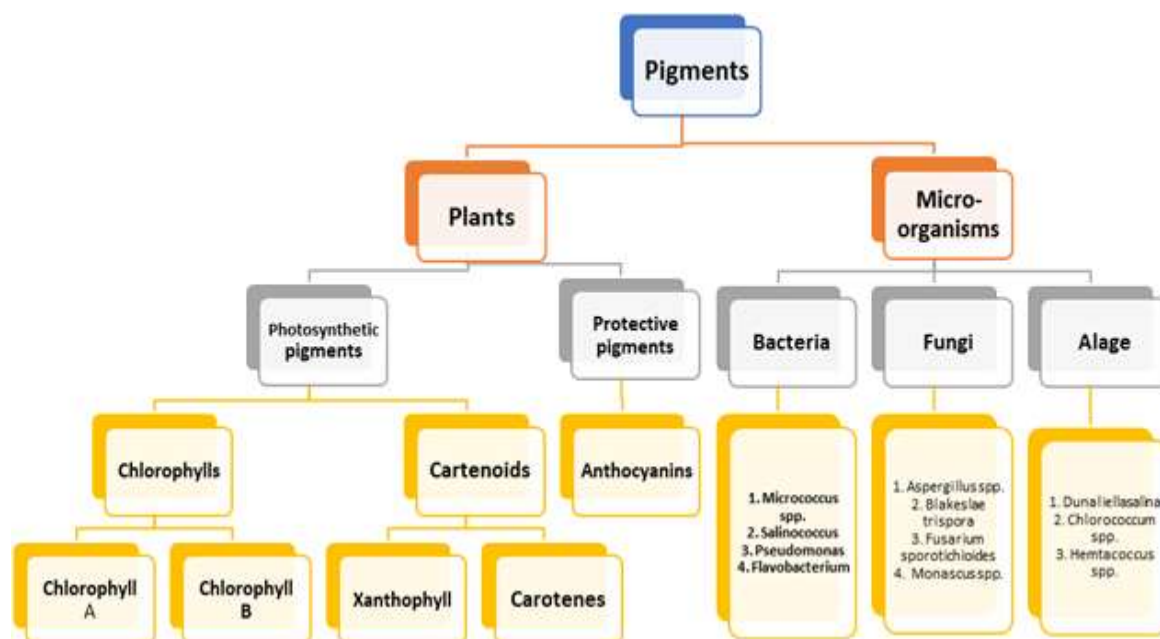 Pigments
Plants
Micro-
organisms
Photosynthetic
pigments
Protective
pigments
Bacteria
Fungi
Alage
Chlorophylls
Cartenoids
Anthocyanins
1. Micrococcus
spp.
2. Salinococcus
3. Pseudomonas
4. Flavobacterium
1. Aspergillus spp.
2. Blakeslae
trispora
3. Fusarium
sporotichioides
4. Monascus spp.
1. Dunaliellasalina
2. Chlorococcum
spp.
3. Hemtacoccus
spp.
Chlorophyll
A
Chlorophyll
B
Xanthophyll
Carotenes